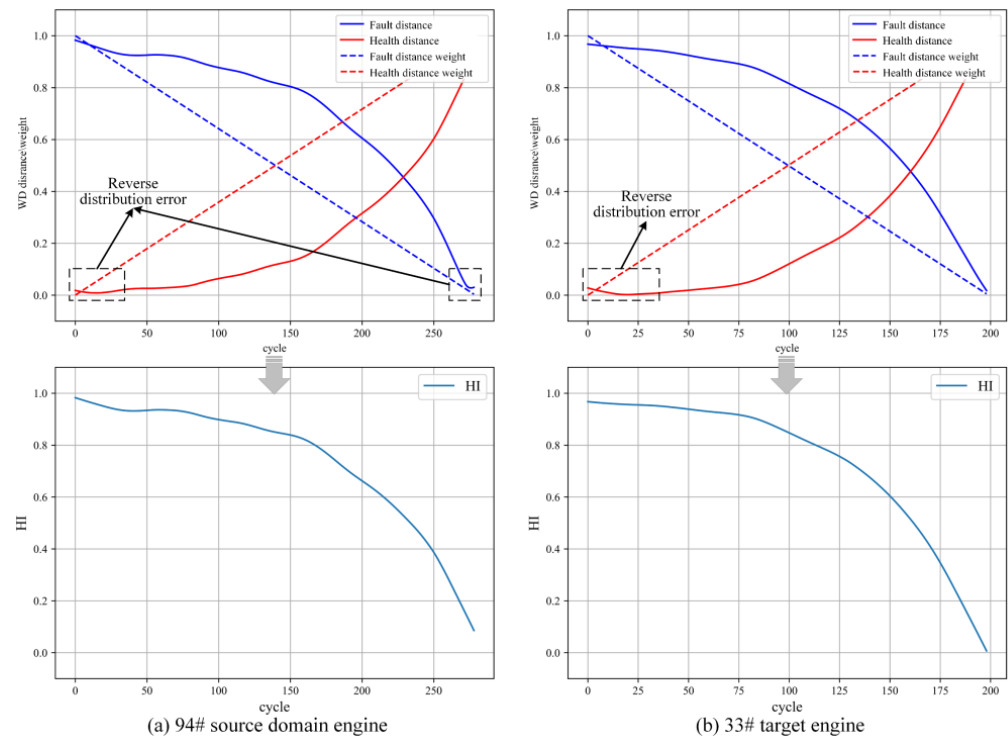 Fault distance
Health distance
Fault distance weight
Health distance weight
1.0
0.8
0.6
0.4
0.2
0.0
WD disrance\weight
Reverse
distribution error
0 50 100 150 200 250
cycle
Fault distance
Health distance
Fault distance weight
Health distance weight
1.0
0.8
0.6
0.4
0.2
0.0
WD disrance\weight
Reverse
distribution error
0 25 50 75 100 125 150 175 200
cycle
HI
1.0
0.8
0.6
0.4
0.2
0.0
HI
0 50 100 150 200 250
cycle
(a) 94# source domain engine
HI
1.0
0.8
0.6
0.4
0.2
0.0
HI
0 25 50 75 100 125 150 175 200
cycle
(b) 33# target engine